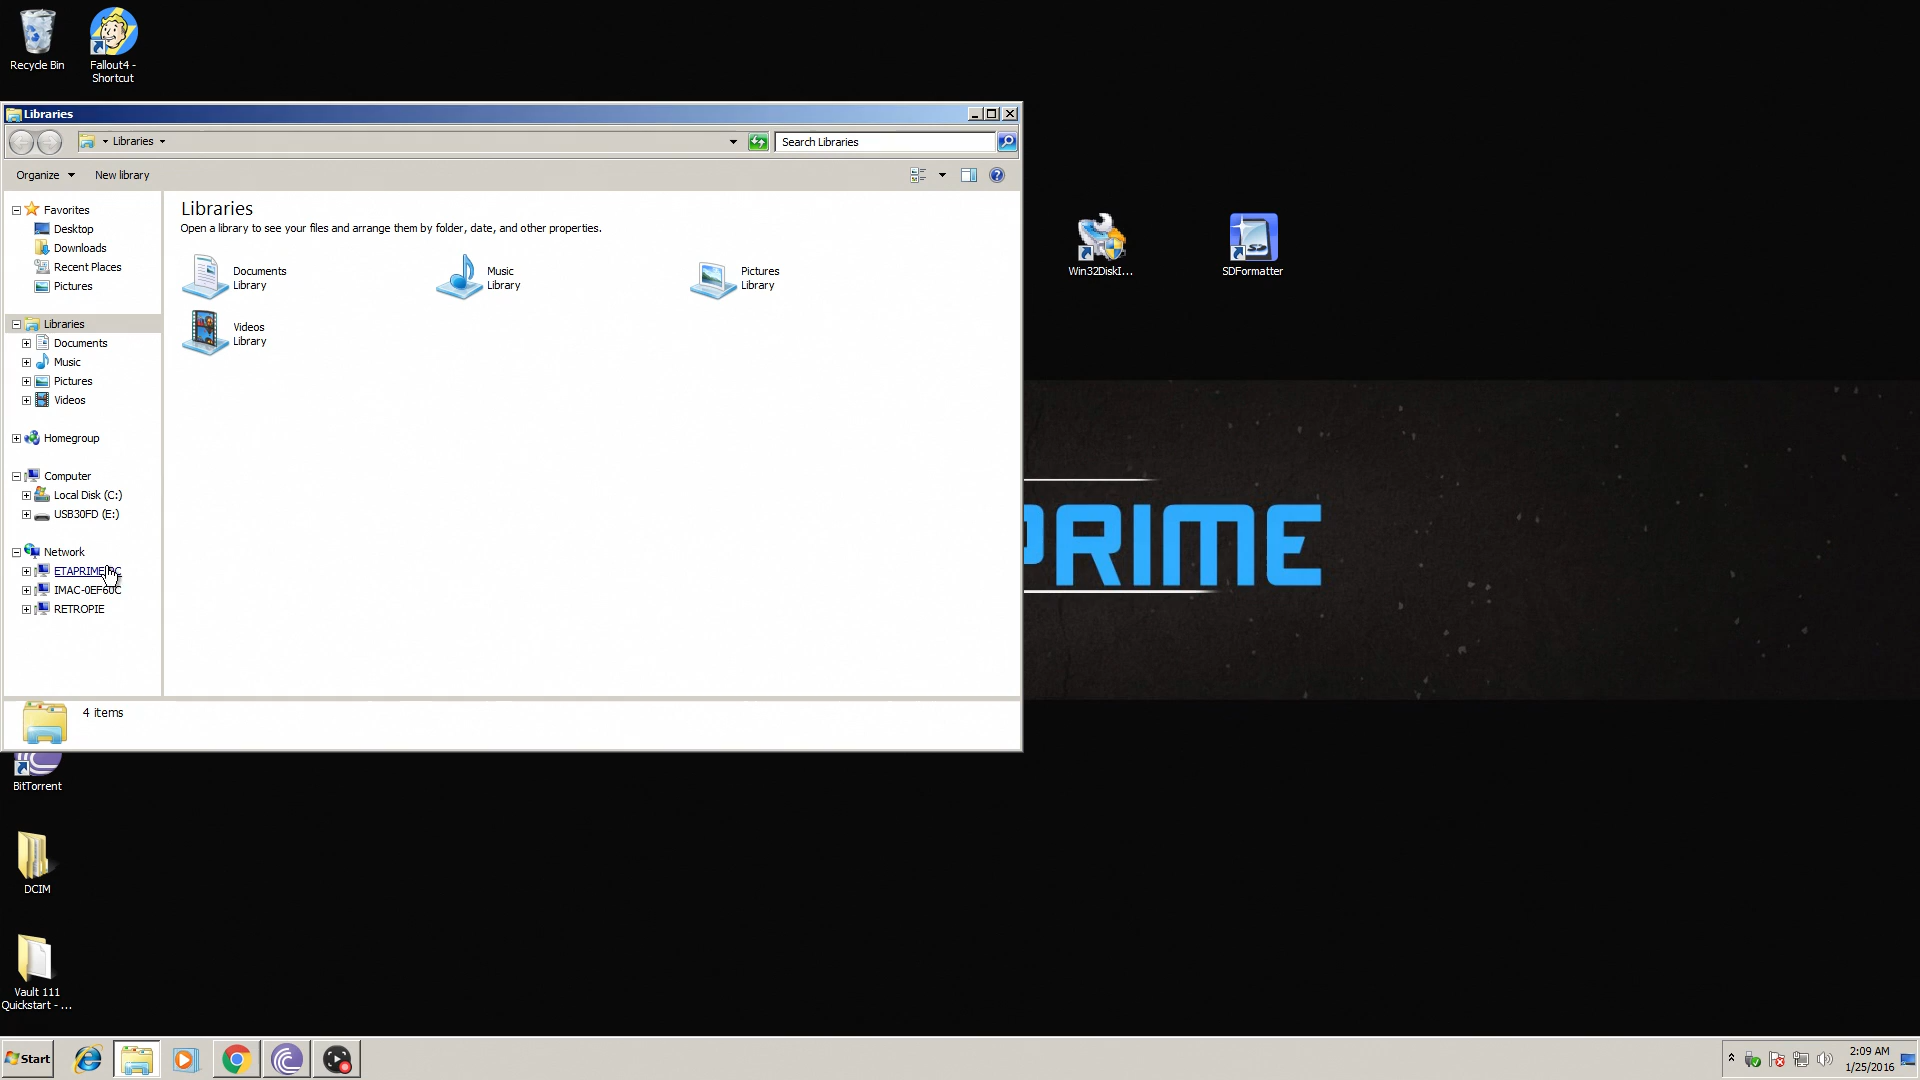 Recycle Bin
Fallout4 -
Shortcut
Libraries
Libraries
Search Libraries
Organize
New library
Favorites
Desktop
Downloads
Recent Places
Pictures
Libraries
Documents
Music
Pictures
Videos
Homegroup
Computer
Local Disk (C:)
USB30FD (E:)
Network
IMAC-0EF60C
RETROPIE
Libraries
Open a library to see your files and arrange them by folder, date, and other properties.
Documents
Library
Music
Library
Pictures
Library
Videos
Library
4 items
Win32DiskI...
SDFormatter
SD
PRIME
BitTorrent
DCIM
Vault 111
Quickstart - ...
Start
2:09 AM
1/25/2016